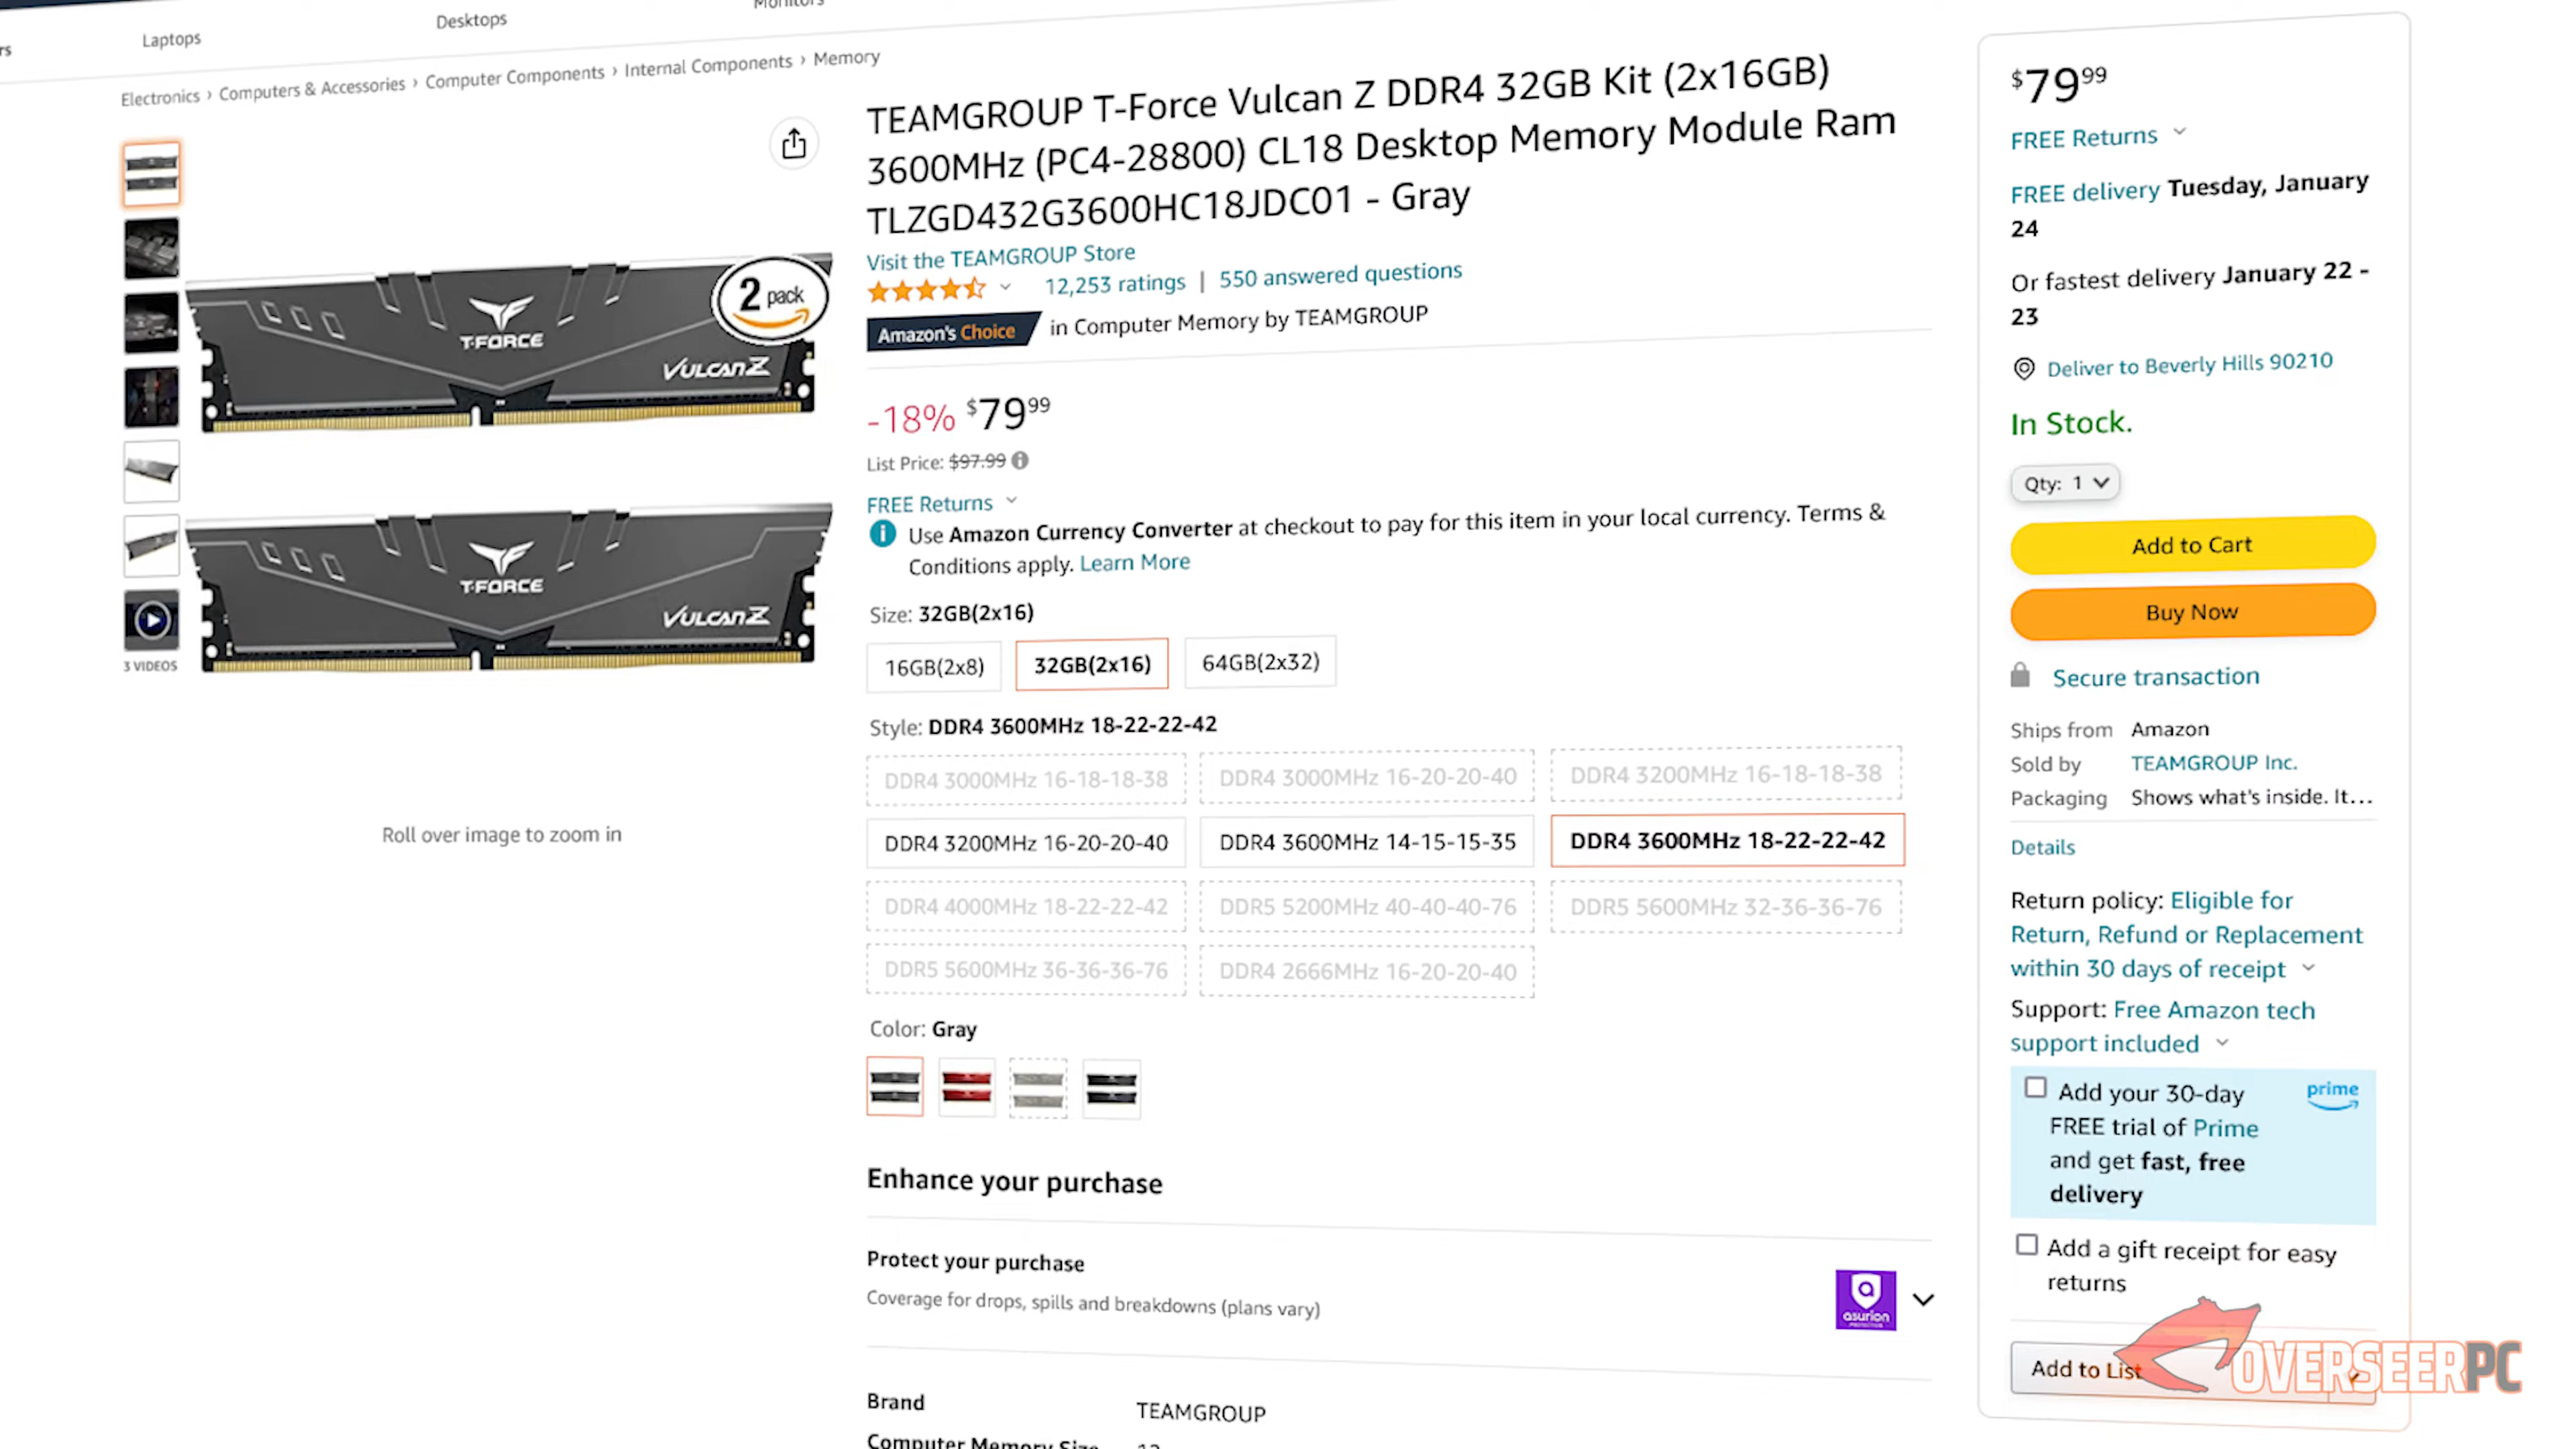 rs
Laptops
Desktops
Monitors
Electronics › Computers & Accessories › Computer Components › Internal Components › Memory
TEAMGROUP T-Force Vulcan Z DDR4 32GB Kit (2x16GB)
3600MHz (PC4-28800) CL18 Desktop Memory Module Ram
TLZGD432G3600HC18JDC01 - Gray
Visit the TEAMGROUP Store
12,253 ratings | 550 answered questions
Amazon's Choice in Computer Memory by TEAMGROUP
2 pack
T-FORCE
VULCANZ
T-FORCE
VULCANZ
3 VIDEOS
Roll over image to zoom in
-18% $79 99
List Price: $97.99
FREE Returns
Use Amazon Currency Converter at checkout to pay for this item in your local currency. Terms &
Conditions apply. Learn More
Size: 32GB(2x16)
16GB(2x8) 32GB(2x16) 64GB(2x32)
Style: DDR4 3600MHz 18-22-22-42
DDR4 3000MHz 16-18-18-38 DDR4 3000MHz 16-20-20-40 DDR4 3200MHz 16-18-18-38
DDR4 3200MHz 16-20-20-40 DDR4 3600MHz 14-15-15-35 DDR4 3600MHz 18-22-22-42
DDR4 4000MHz 18-22-22-42 DDR5 5200MHz 40-40-40-76 DDR5 5600MHz 32-36-36-76
DDR5 5600MHz 36-36-36-76 DDR4 2666MHz 16-20-20-40
Color: Gray
Enhance your purchase
Protect your purchase
Coverage for drops, spills and breakdowns (plans vary)
asurion
Brand TEAMGROUP
Computer Memory Size
$79 99
FREE Returns
FREE delivery Tuesday, January
24
Or fastest delivery January 22 -
23
Deliver to Beverly Hills 90210
In Stock.
Qty: 1
Add to Cart
Buy Now
Secure transaction
Ships from Amazon
Sold by TEAMGROUP Inc.
Packaging Shows what's inside. It...
Details
Return policy: Eligible for
Return, Refund or Replacement
within 30 days of receipt
Support: Free Amazon tech
support included
Add your 30-day
prime
FREE trial of Prime
and get fast, free
delivery
Add a gift receipt for easy
returns
Add to List
OVERSEERPC